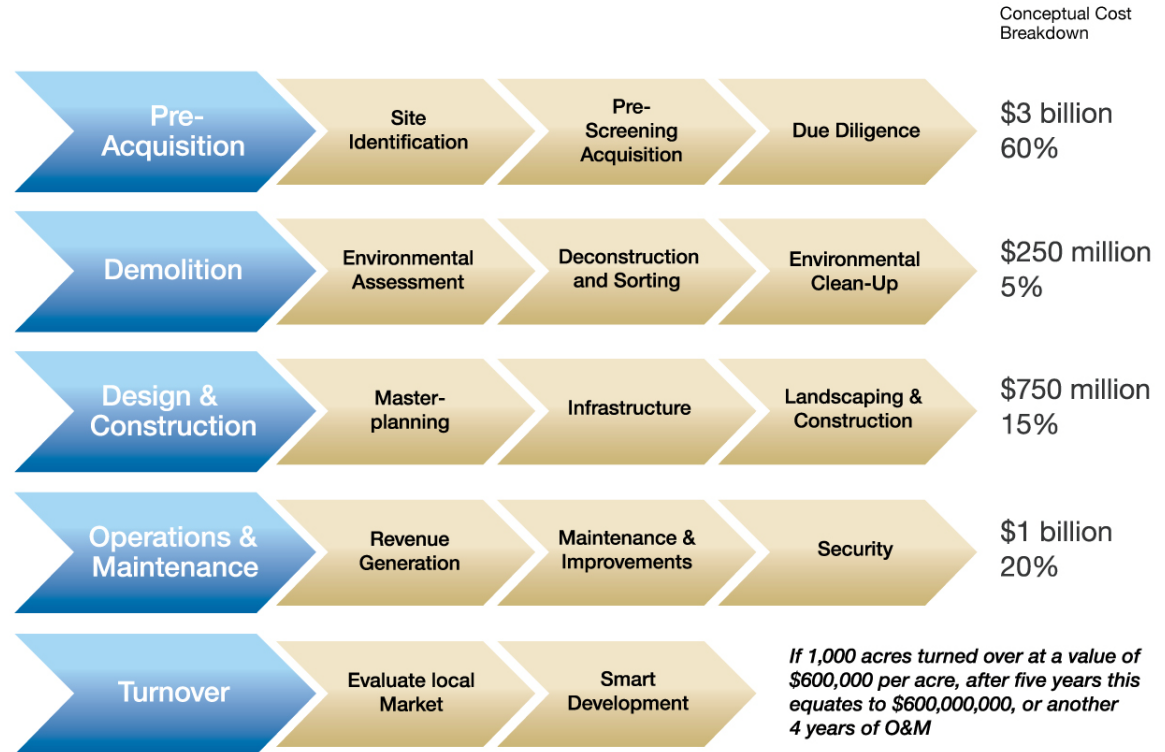 Conceptual Cost
Breakdown
Pre-
Acquisition
Site
Identification
Pre-
Screening
Acquisition
Due Diligence
$3 billion
60%
Demolition
Environmental
Assessment
Deconstruction
and Sorting
Environmental
Clean-Up
$250 million
5%
Design &
Construction
Master-
planning
Infrastructure
Landscaping &
Construction
$750 million
15%
Operations &
Maintenance
Revenue
Generation
Maintenance &
Improvements
Security
$1 billion
20%
Turnover
Evaluate local
Market
Smart
Development
If 1,000 acres turned over at a value of
$600,000 per acre, after five years this
equates to $600,000,000, or another
4 years of O&M